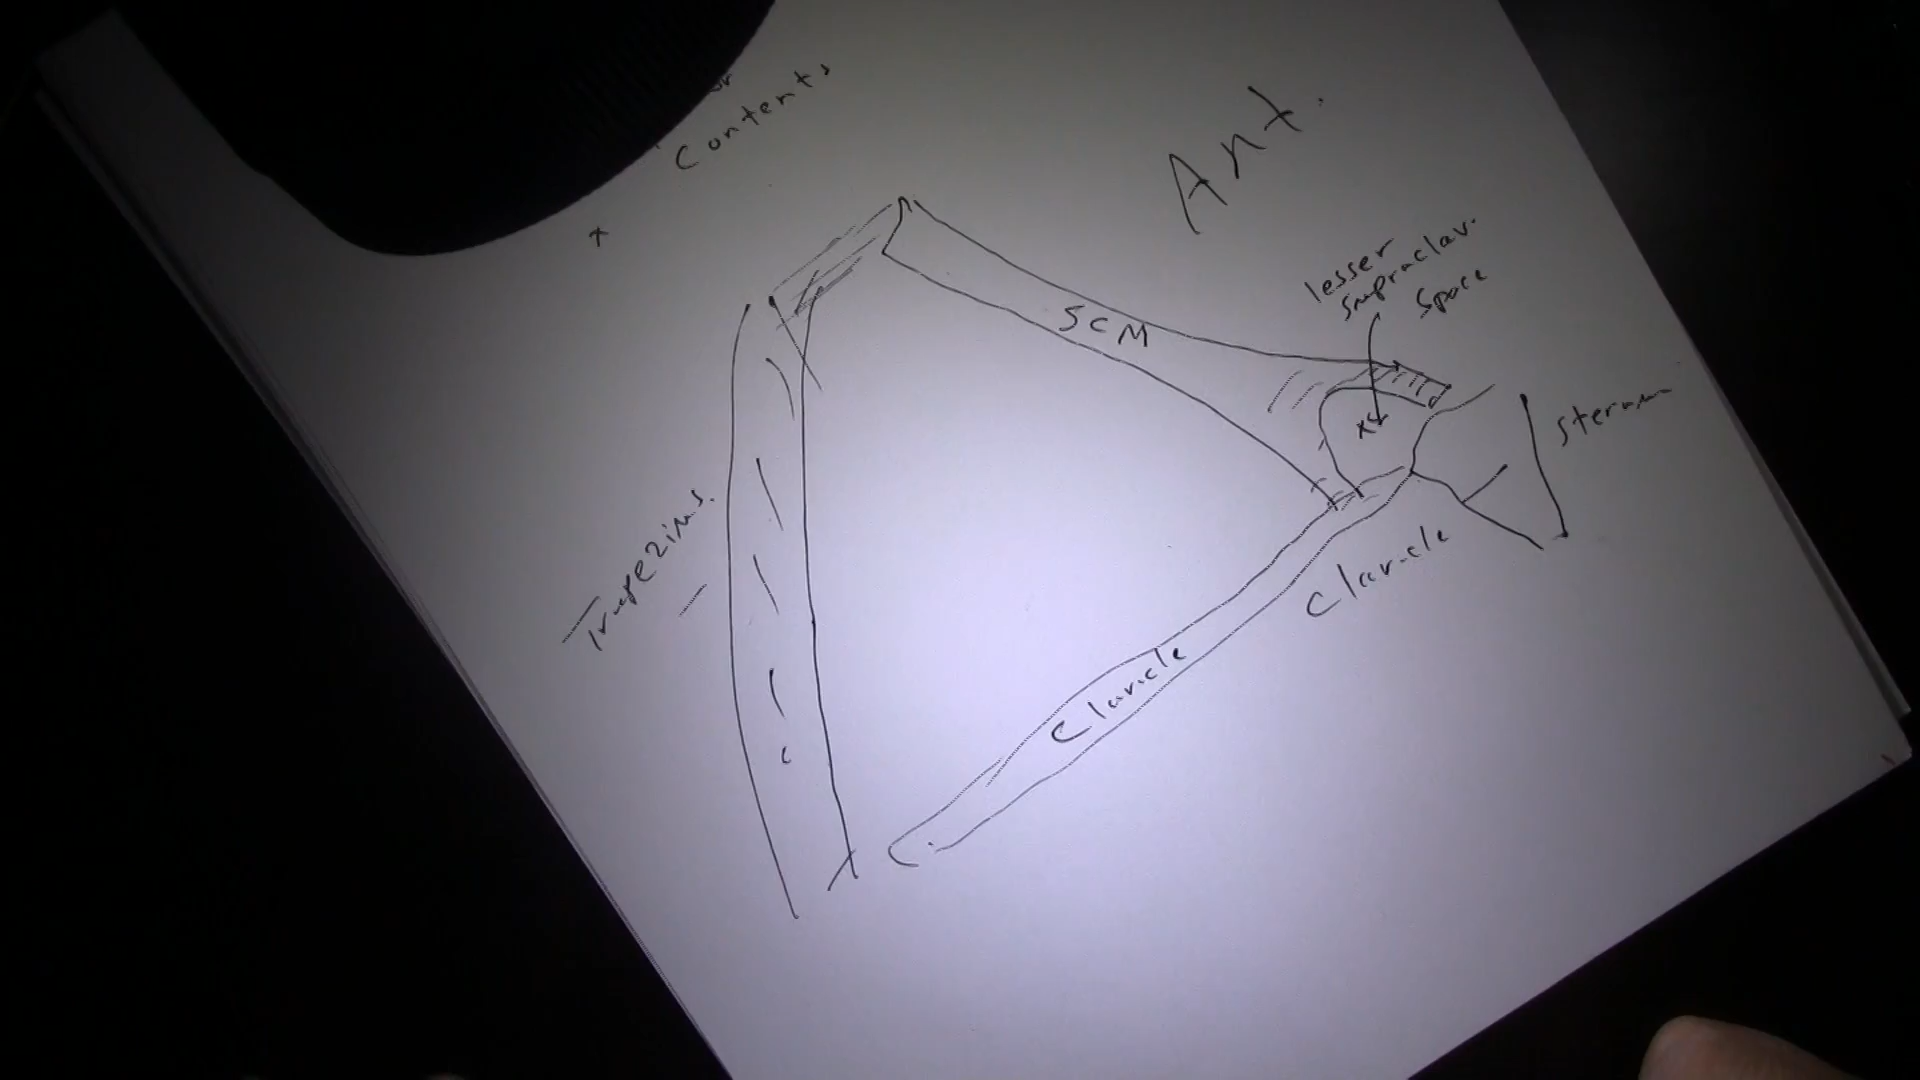 Contents
Ant.
lesser
supraclav.
space
SCM
sternum
Trapezius.
Clavicle
Clavicle